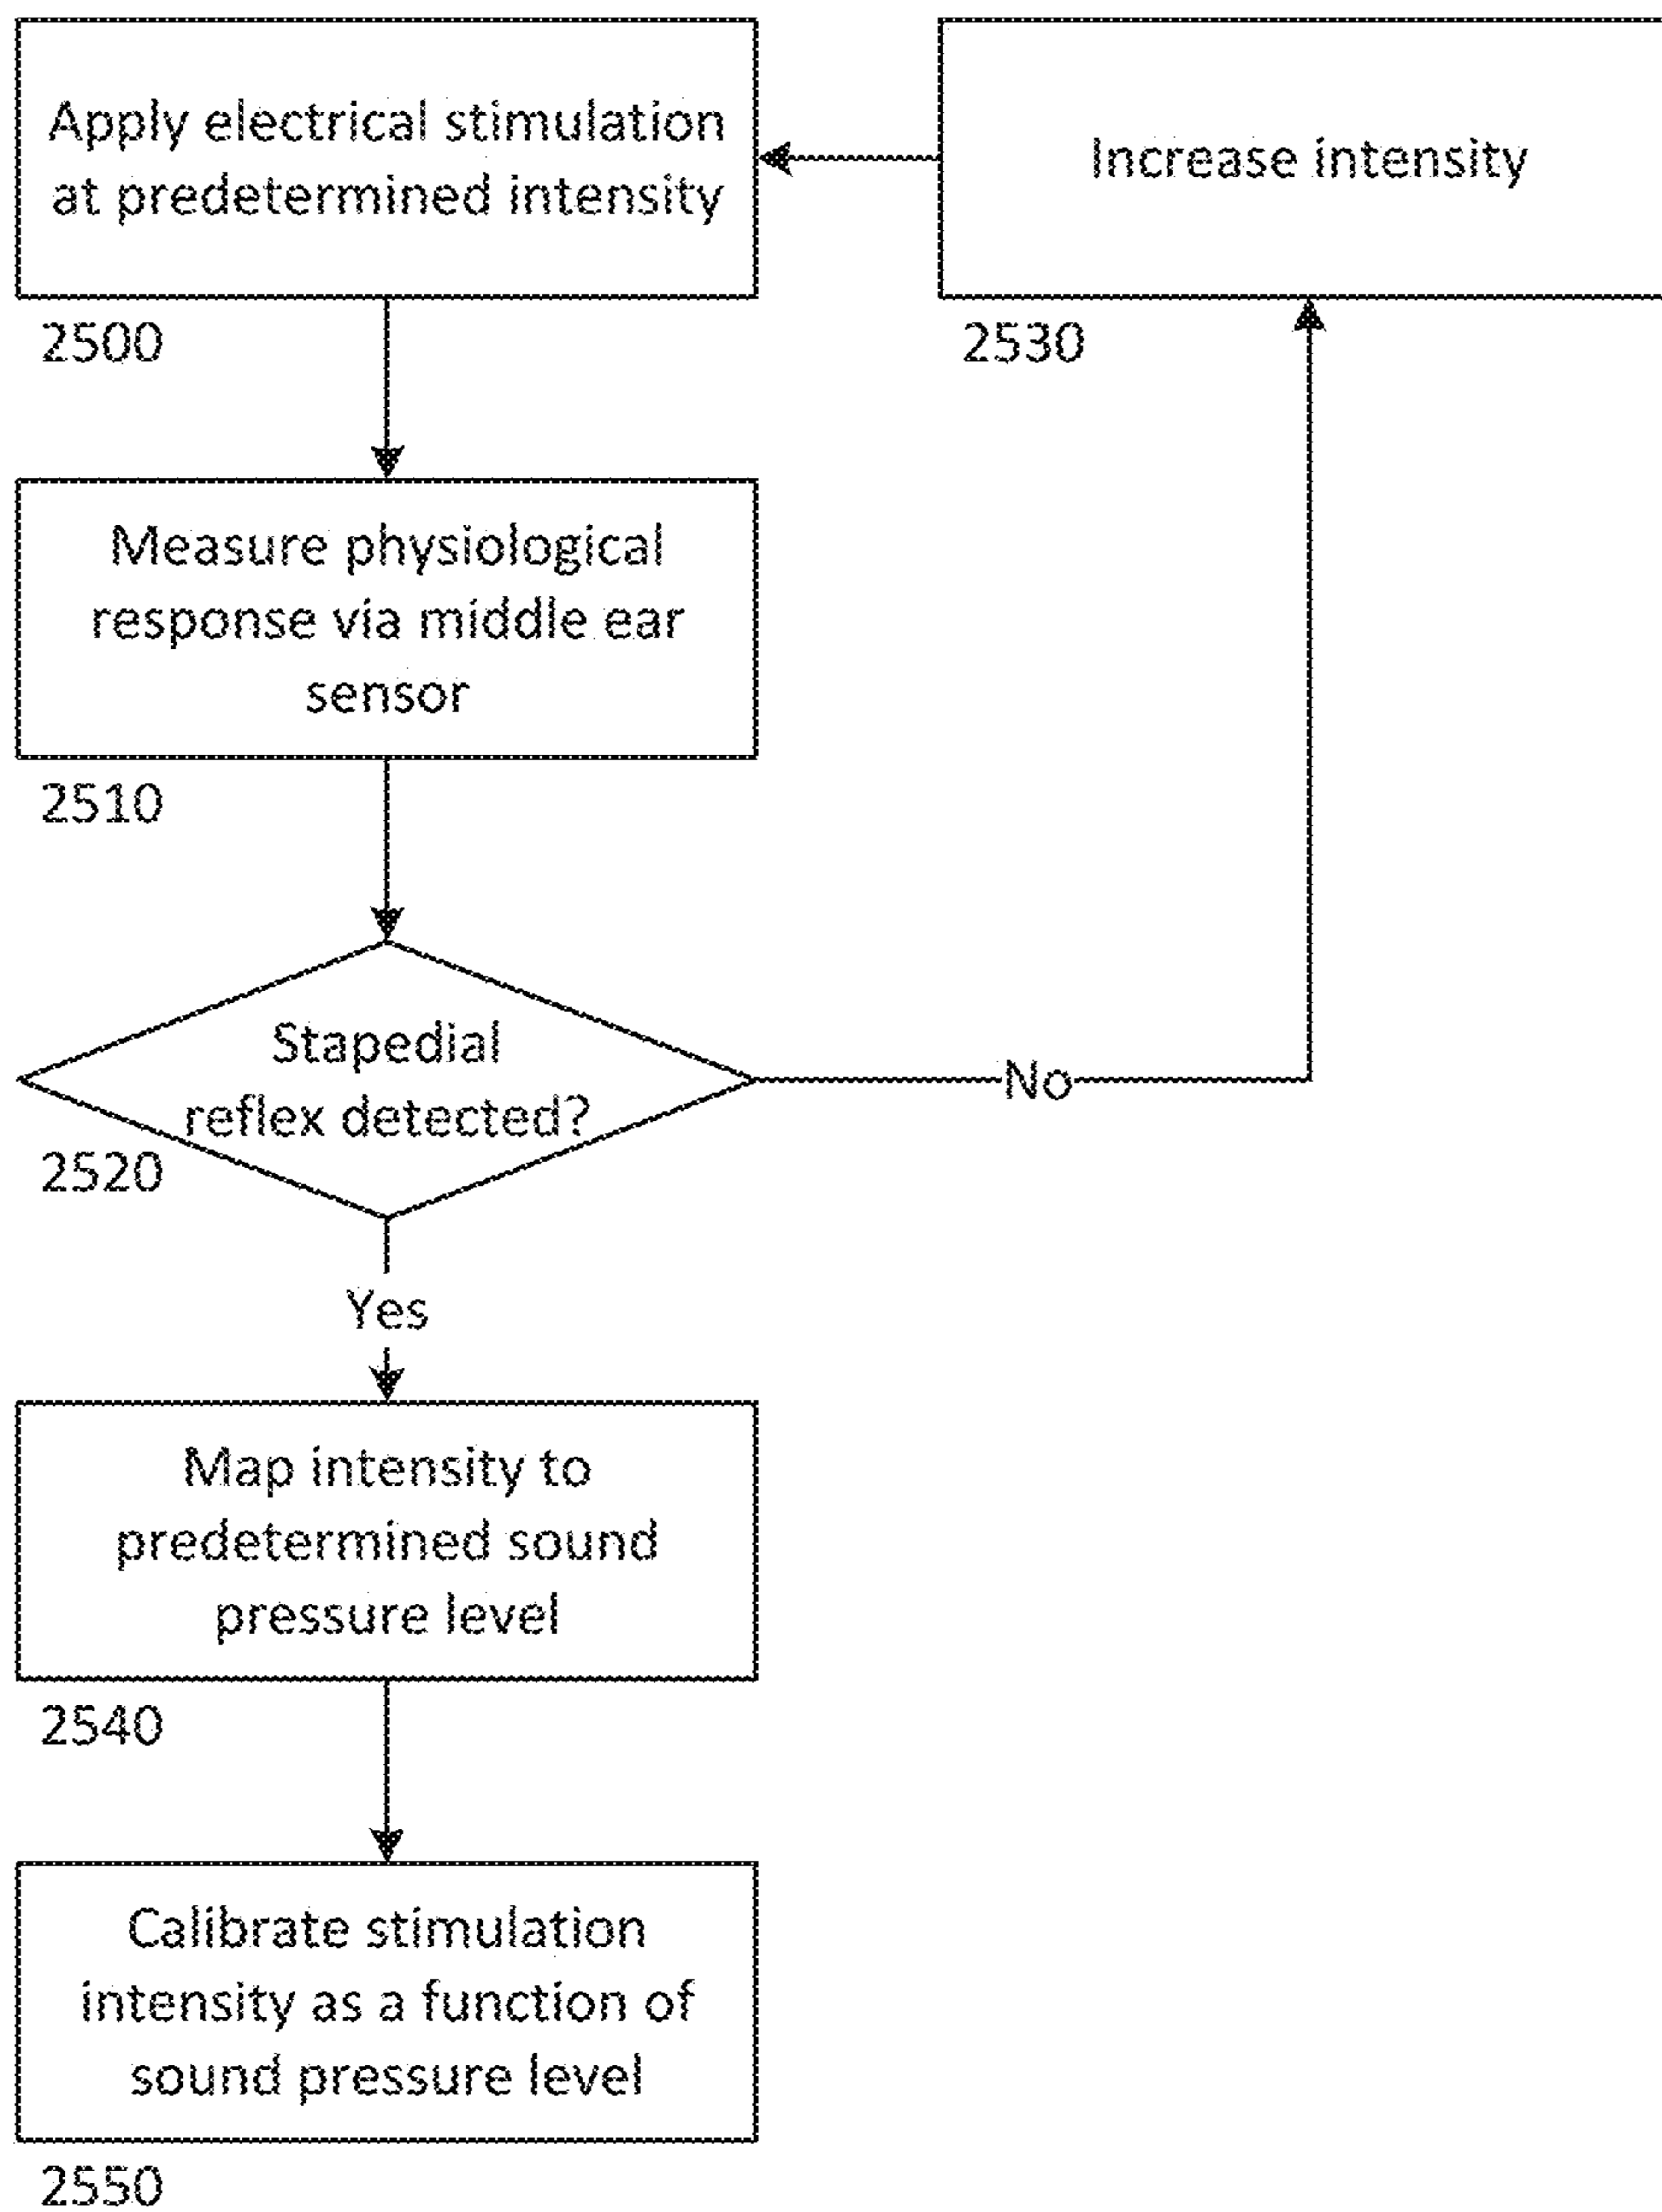 Apply electrical stimulation
at predetermined intensity
2500
Increase intensity
2530
Measure physiological
response via middle ear
sensor
2510
Stapedial
reflex detected?
2520
No
Yes
Map intensity to
predetermined sound
pressure level
2540
Calibrate stimulation
intensity as a function of
sound pressure level
2550